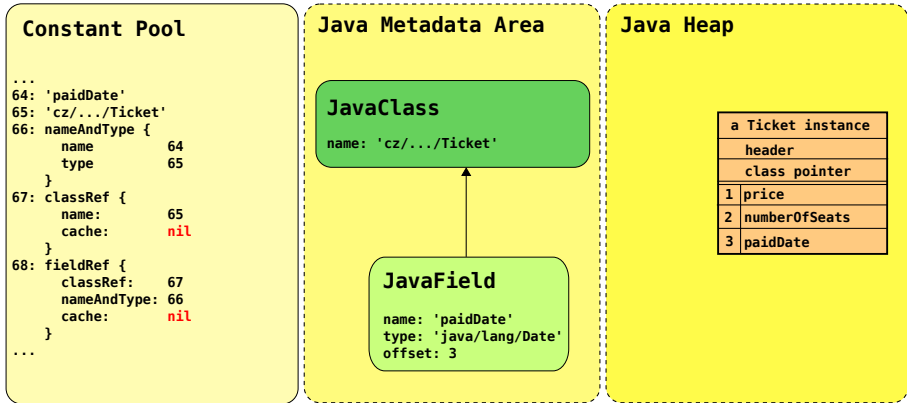 Constant Pool
...
64: 'paidDate'
65: 'cz/.../Ticket'
66: nameAndType {
name 64
type 65
}
67: classRef {
name: 65
cache: nil
}
68: fieldRef {
classRef: 67
nameAndType: 66
cache: nil
}
...
Java Metadata Area
JavaClass
name: 'cz/.../Ticket'
JavaField
name: 'paidDate'
type: 'java/lang/Date'
offset: 3
Java Heap
a Ticket instance
header
class pointer
1 price
2 numberOfSeats
3 paidDate